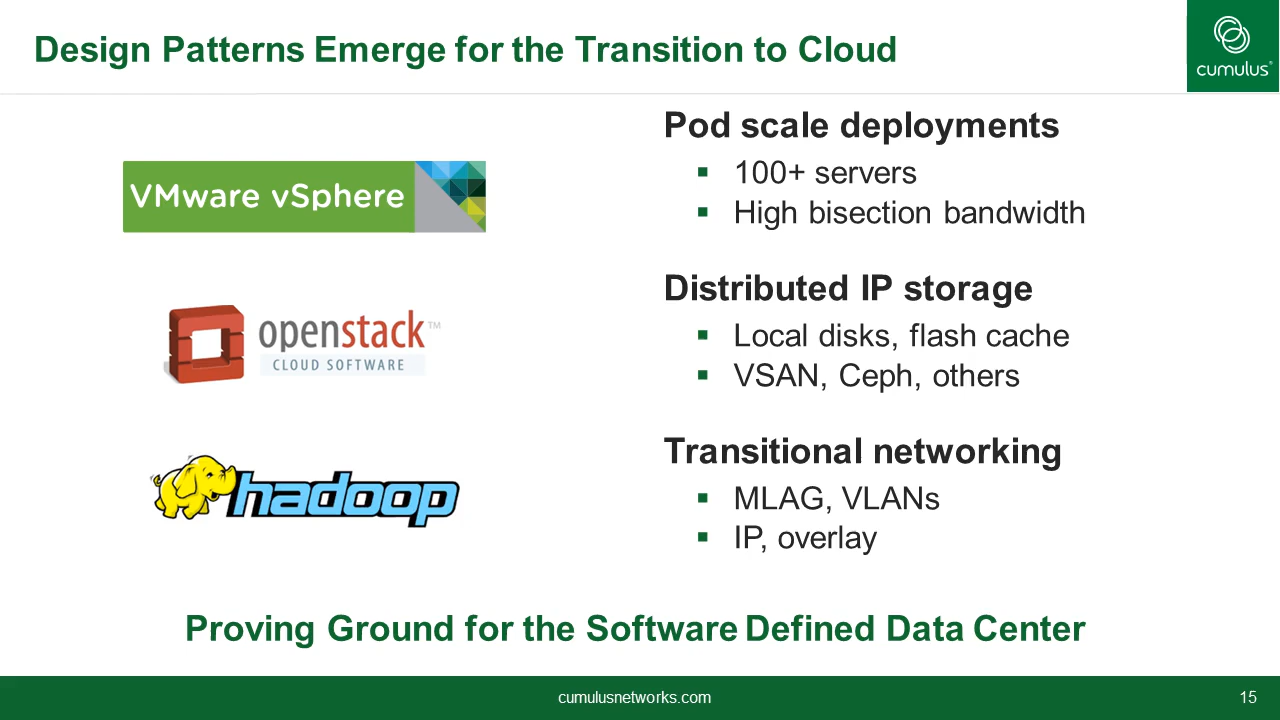 Design Patterns Emerge for the Transition to Cloud
cumulus®
VMware vSphere
openstack™
CLOUD SOFTWARE
hadoop
Pod scale deployments
▪ 100+ servers
▪ High bisection bandwidth
Distributed IP storage
▪ Local disks, flash cache
▪ VSAN, Ceph, others
Transitional networking
▪ MLAG, VLANs
▪ IP, overlay
Proving Ground for the Software Defined Data Center
cumulusnetworks.com
15